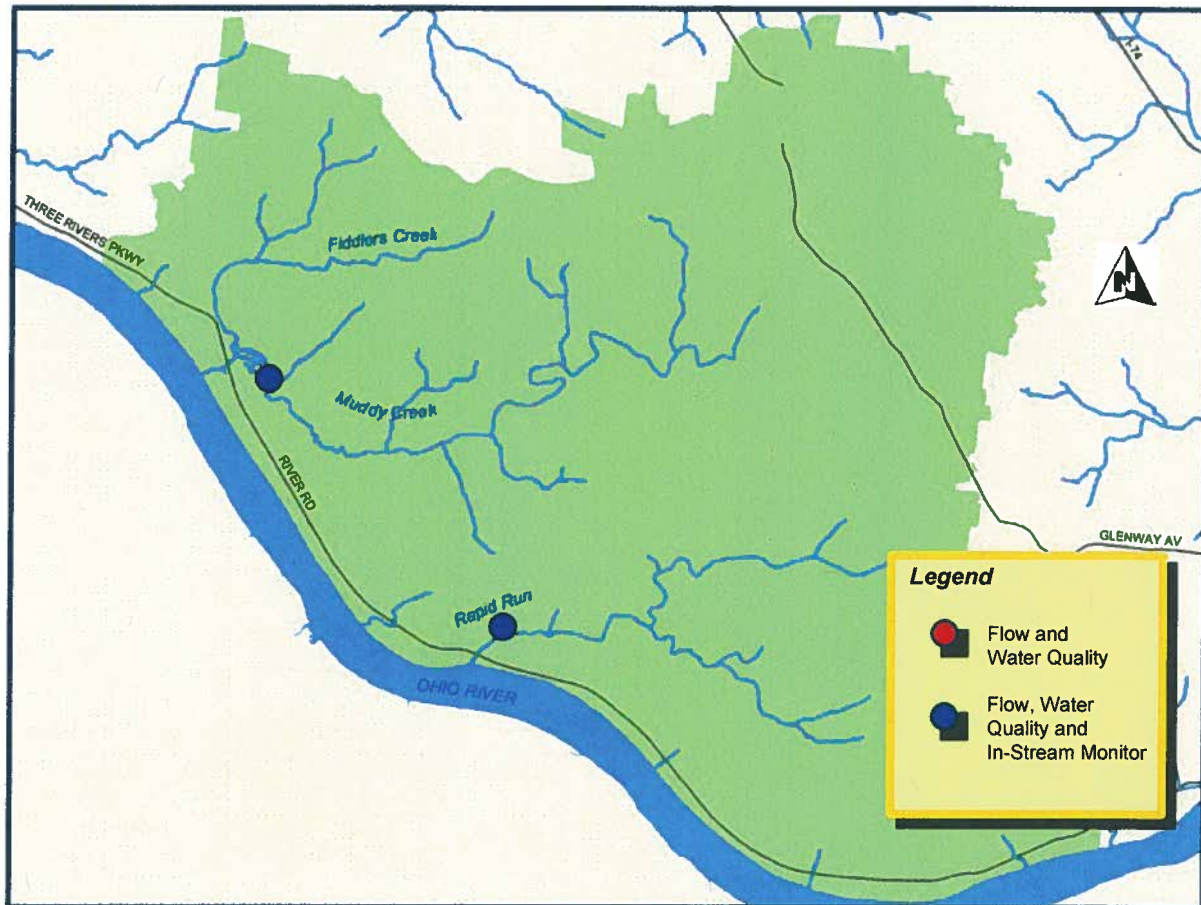 I-74
THREE RIVERS PKWY
Fiddlers Creek
N
Muddy Creek
RIVER RD
GLENWAY AV
Rapid Run
OHIO RIVER
Legend
Flow and
Water Quality
Flow, Water
Quality and
In-Stream Monitor